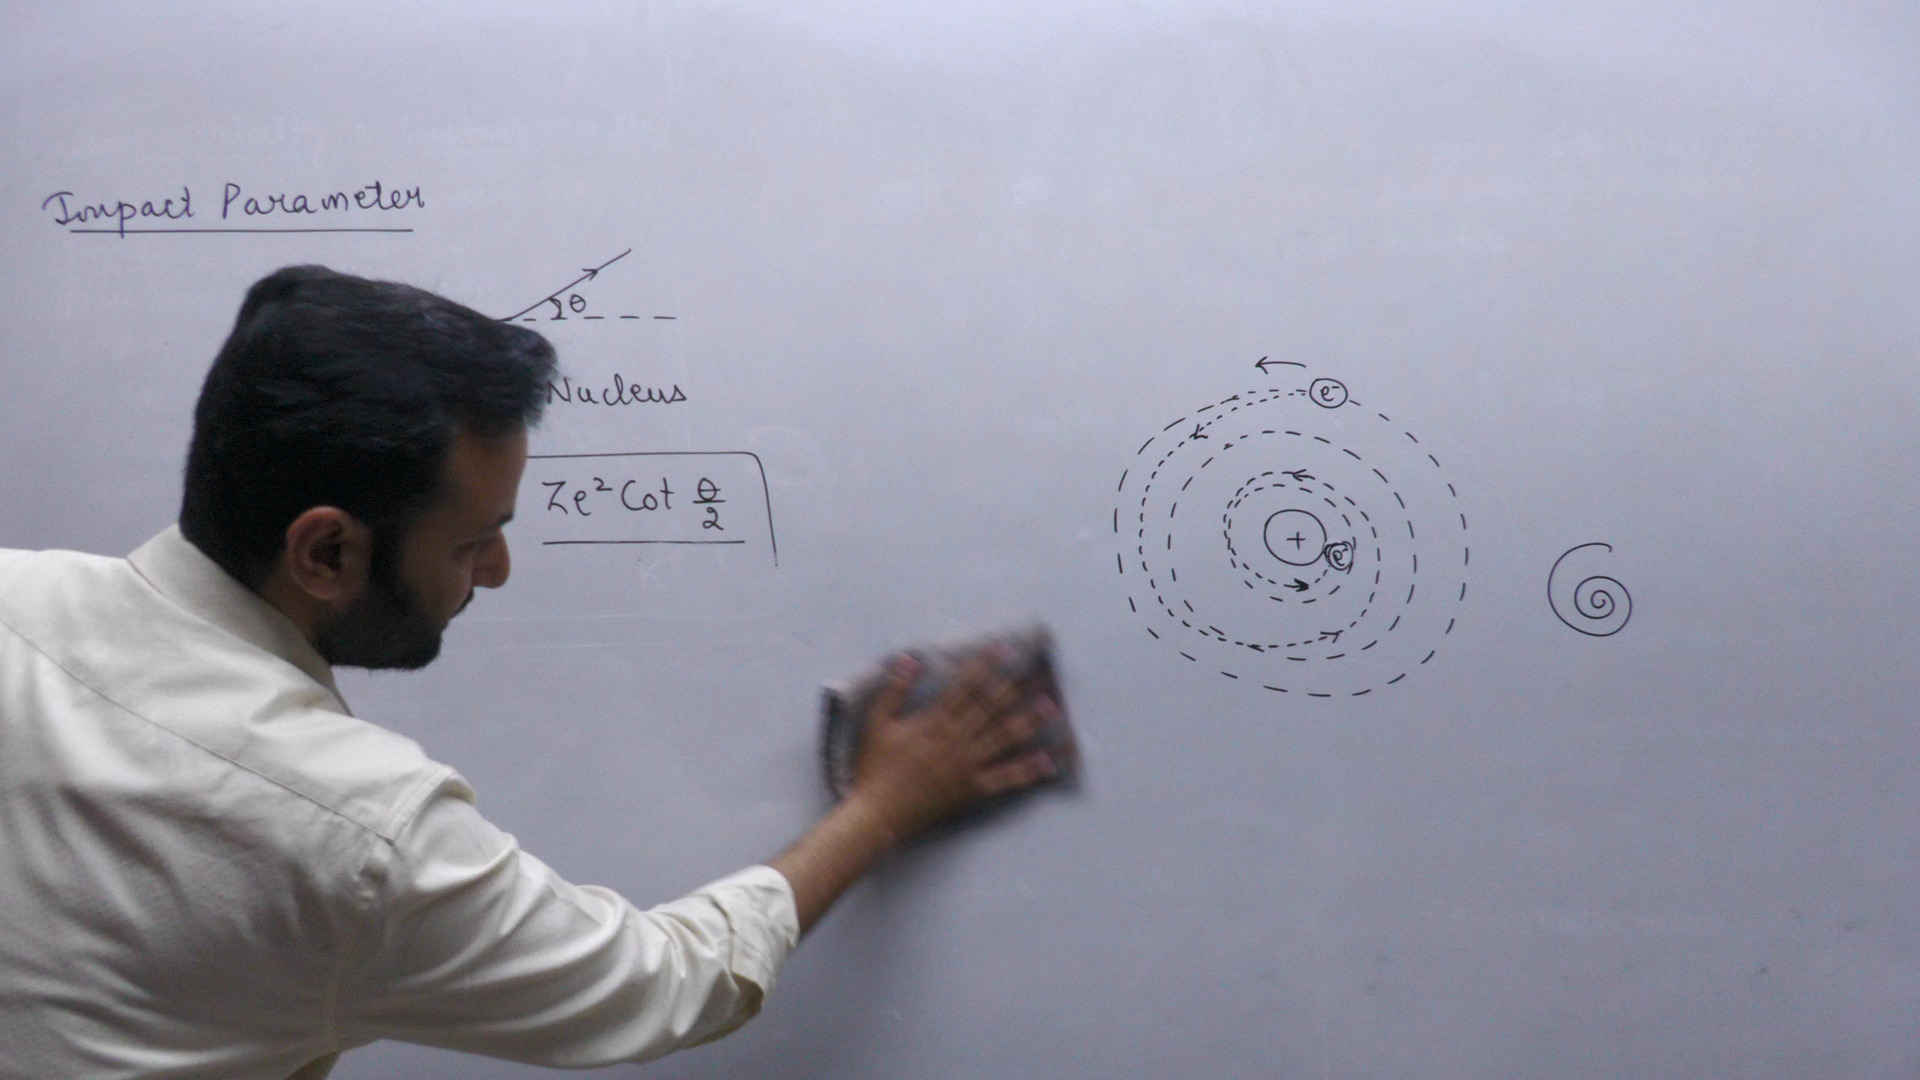 Impact Parameter
θ
Nucleus
Ze² Cot θ/2
e⁻
+
e⁻